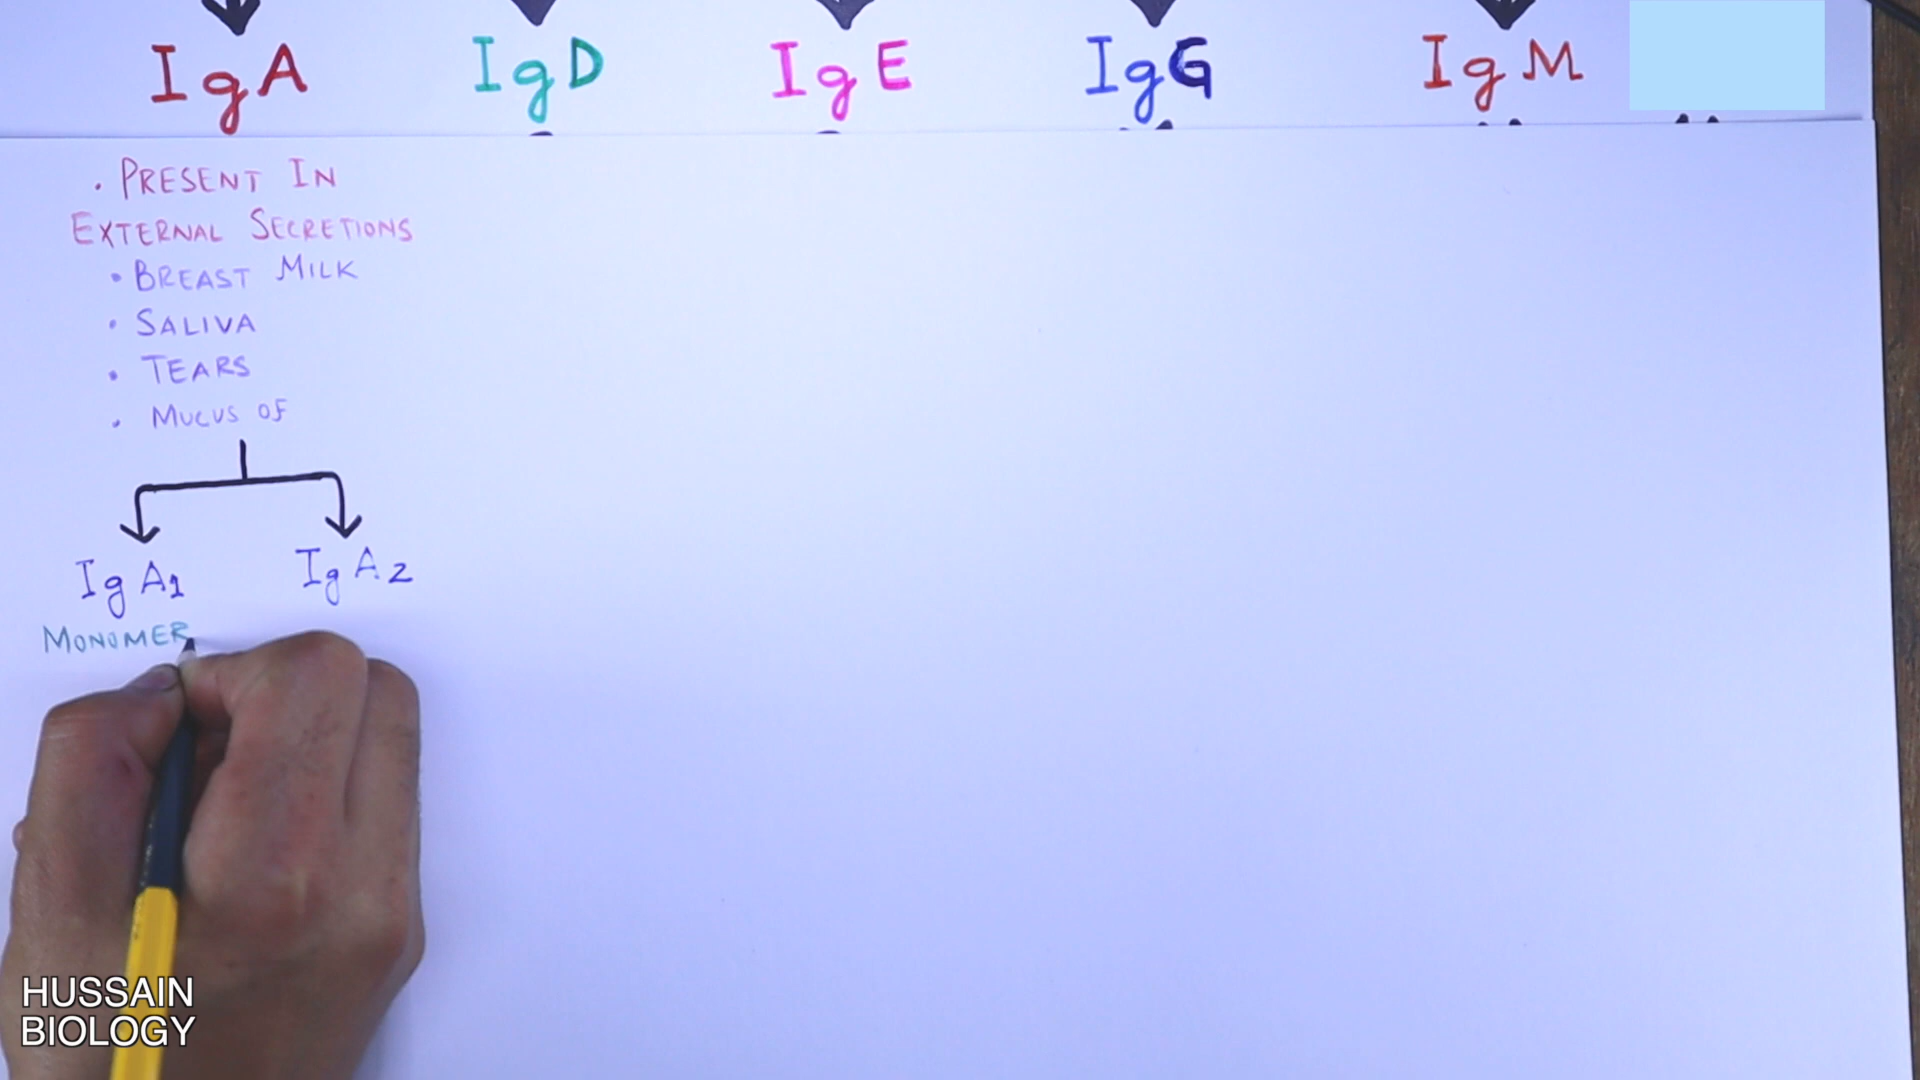 IgA IgD IgE IgG IgM
. PRESENT IN
EXTERNAL SECRETIONS
• BREAST MILK
• SALIVA
• TEARS
• MUCUS OF
IgA1 IgA2
MONOMER
HUSSAIN
BIOLOGY